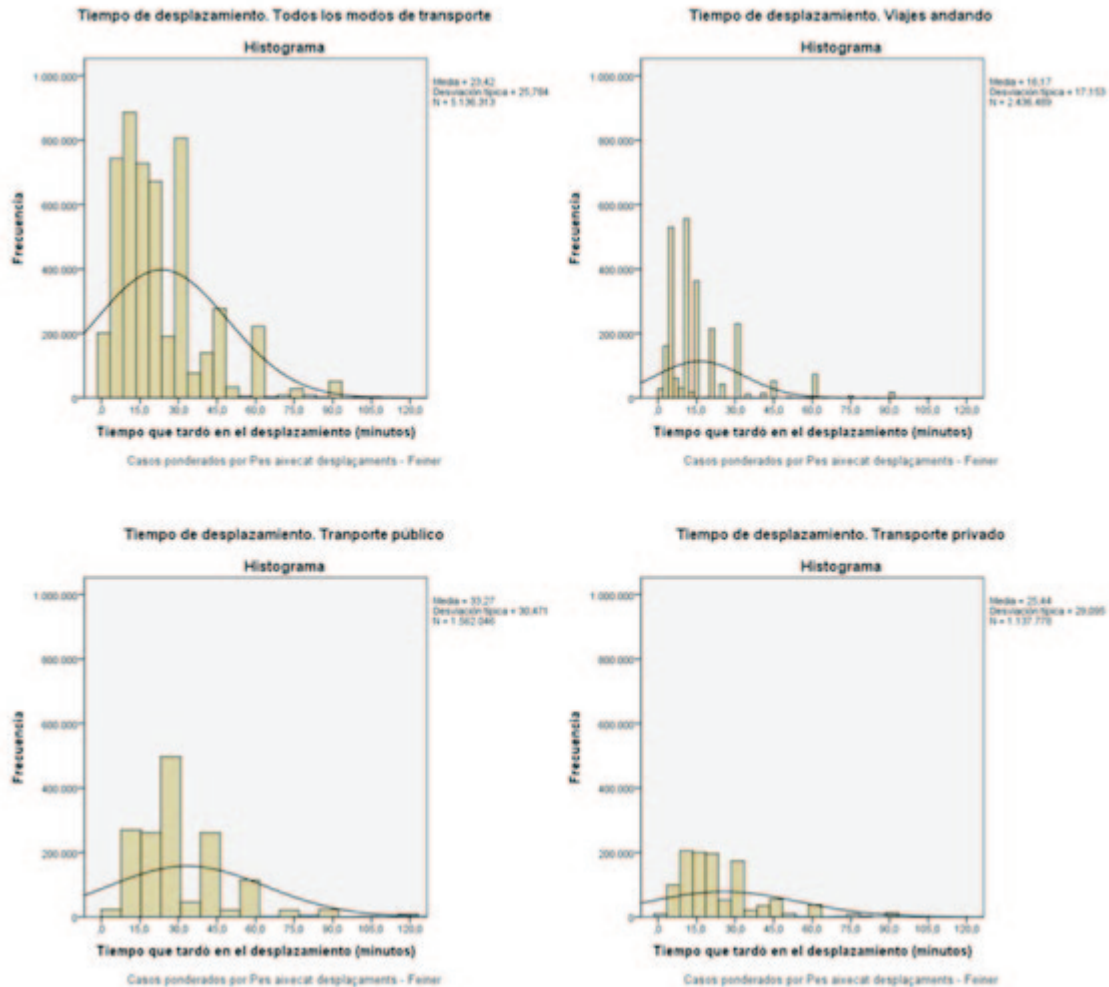 Tiempo de desplazamiento. Todos los modos de transporte
Histograma
Media = 23,42
Desviación típica = 25,784
N = 5.136.313
Frecuencia
1.000.000
800.000
600.000
400.000
200.000
0
,0 15,0 30,0 45,0 60,0 75,0 90,0 105,0 120,0
Tiempo que tardó en el desplazamiento (minutos)
Casos ponderados por Pes aixecat desplaçaments - Feiner
Tiempo de desplazamiento. Viajes andando
Histograma
Media = 16,17
Desviación típica = 17,153
N = 2.436.489
Frecuencia
1.000.000
800.000
600.000
400.000
200.000
0
,0 15,0 30,0 45,0 60,0 75,0 90,0 105,0 120,0
Tiempo que tardó en el desplazamiento (minutos)
Casos ponderados por Pes aixecat desplaçaments - Feiner
Tiempo de desplazamiento. Tranporte público
Histograma
Media = 33,27
Desviación típica = 30,471
N = 1.562.046
Frecuencia
1.000.000
800.000
600.000
400.000
200.000
0
,0 15,0 30,0 45,0 60,0 75,0 90,0 105,0 120,0
Tiempo que tardó en el desplazamiento (minutos)
Casos ponderados por Pes aixecat desplaçaments - Feiner
Tiempo de desplazamiento. Transporte privado
Histograma
Media = 25,44
Desviación típica = 29,095
N = 1.137.778
Frecuencia
1.000.000
800.000
600.000
400.000
200.000
0
,0 15,0 30,0 45,0 60,0 75,0 90,0 105,0 120,0
Tiempo que tardó en el desplazamiento (minutos)
Casos ponderados por Pes aixecat desplaçaments - Feiner